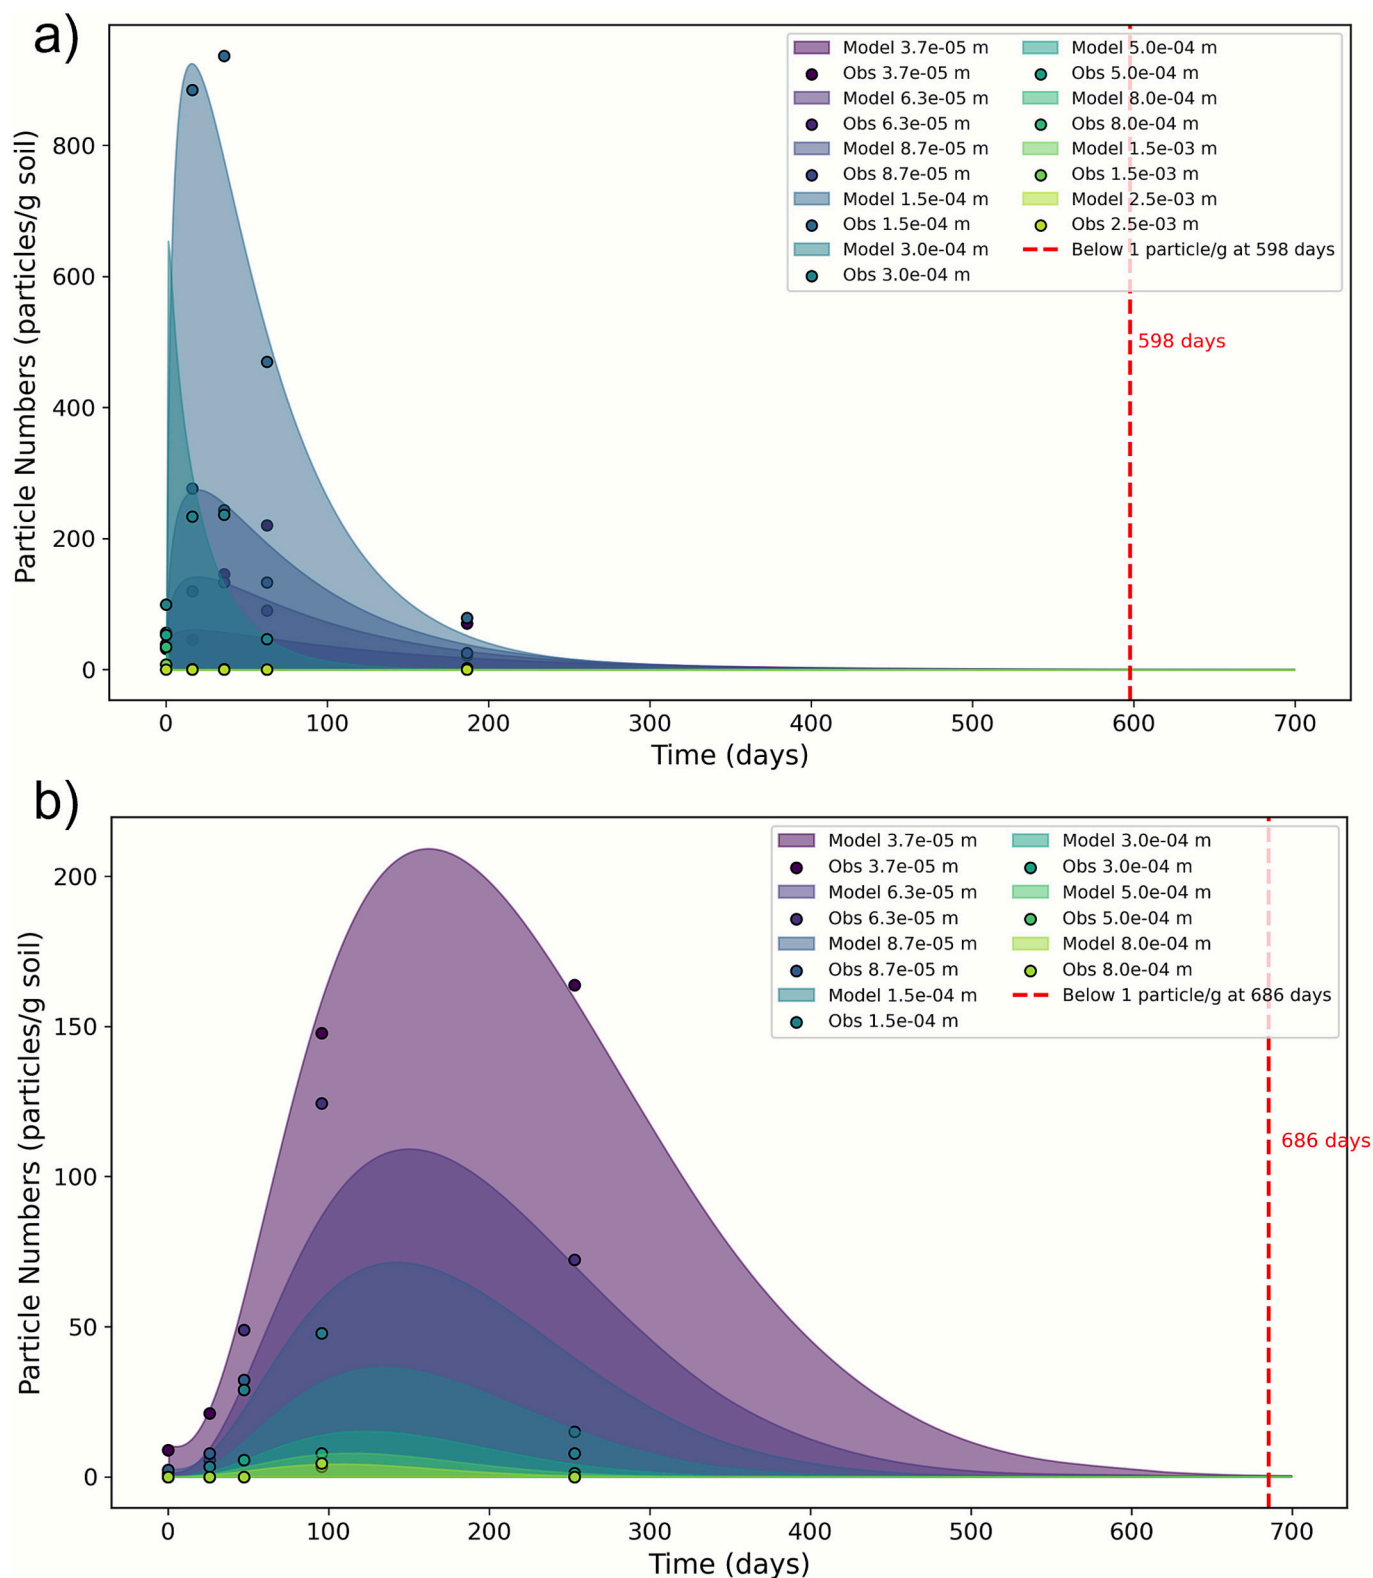 a)
Particle Numbers (particles/g soil)
800
600
400
200
0
Model 3.7e-05 m
Obs 3.7e-05 m
Model 6.3e-05 m
Obs 6.3e-05 m
Model 8.7e-05 m
Obs 8.7e-05 m
Model 1.5e-04 m
Obs 1.5e-04 m
Model 3.0e-04 m
Obs 3.0e-04 m
Model 5.0e-04 m
Obs 5.0e-04 m
Model 8.0e-04 m
Obs 8.0e-04 m
Model 1.5e-03 m
Obs 1.5e-03 m
Model 2.5e-03 m
Obs 2.5e-03 m
Below 1 particle/g at 598 days
598 days
0 100 200 300 400 500 600 700
Time (days)
b)
Particle Numbers (particles/g soil)
200
150
100
50
0
Model 3.7e-05 m
Obs 3.7e-05 m
Model 6.3e-05 m
Obs 6.3e-05 m
Model 8.7e-05 m
Obs 8.7e-05 m
Model 1.5e-04 m
Obs 1.5e-04 m
Model 3.0e-04 m
Obs 3.0e-04 m
Model 5.0e-04 m
Obs 5.0e-04 m
Model 8.0e-04 m
Obs 8.0e-04 m
Below 1 particle/g at 686 days
686 days
0 100 200 300 400 500 600 700
Time (days)